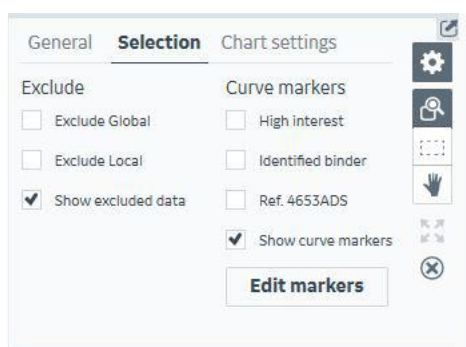 General Selection Chart settings
Exclude Curve markers
Exclude Global High interest
Exclude Local Identified binder
Show excluded data Ref. 4653ADS
Show curve markers
Edit markers